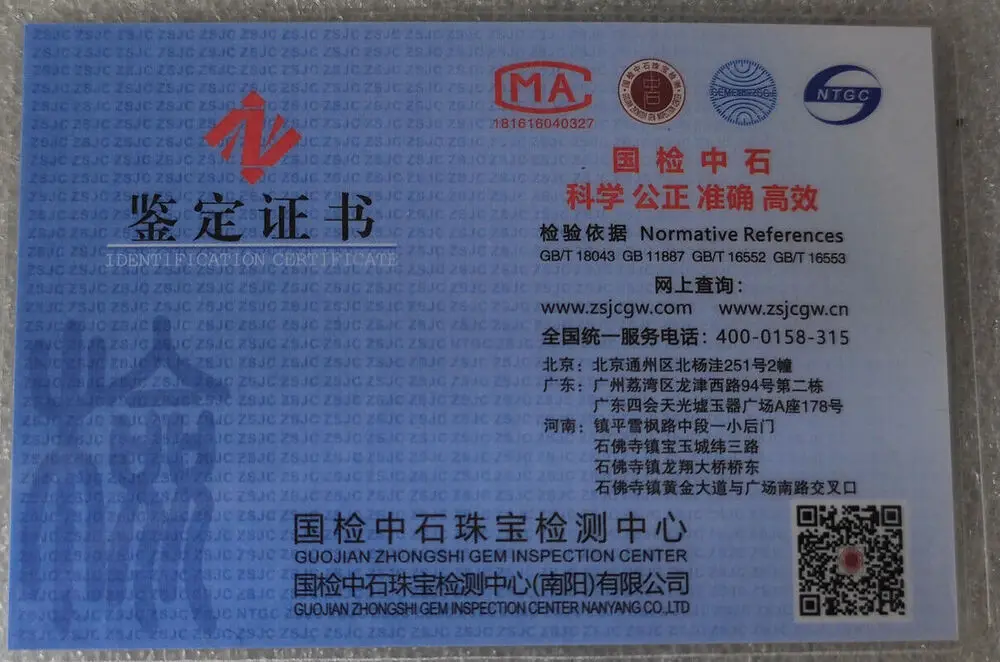 鉴定证书
IDENTIFICATION CERTIFICATE
MA
181616040327
国检中石珠宝检测
NTGC
国检中石
科学 公正 准确 高效
检验依据 Normative References
GB/T 18043 GB 11887 GB/T 16552 GB/T 16553
网上查询：
www.zsjcgw.com www.zsjcgw.cn
全国统一服务电话：400-0158-315
北京：北京通州区北杨洼251号2幢
广东：广州荔湾区龙津西路94号第二栋
广东四会天光墟玉器广场A座178号
河南：镇平雪枫路中段一小后门
石佛寺镇宝玉城纬三路
石佛寺镇龙翔大桥桥东
石佛寺镇黄金大道与广场南路交叉口
国检中石珠宝检测中心
GUOJIAN ZHONGSHI GEM INSPECTION CENTER
国检中石珠宝检测中心(南阳)有限公司
GUOJIAN ZHONGSHI GEM INSPECTION CENTER NANYANG CO.,LTD